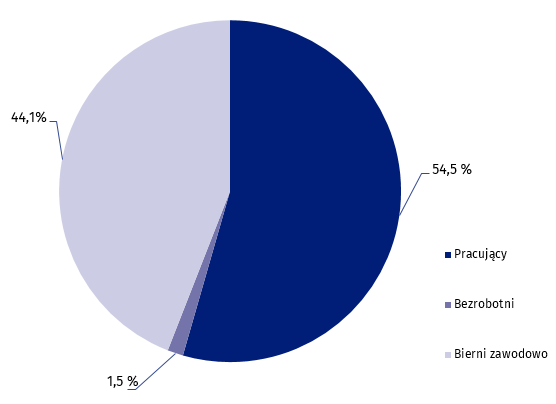 44,1%
54,5 %
Pracujący
Bezrobotni
Bierni zawodowo
1,5 %